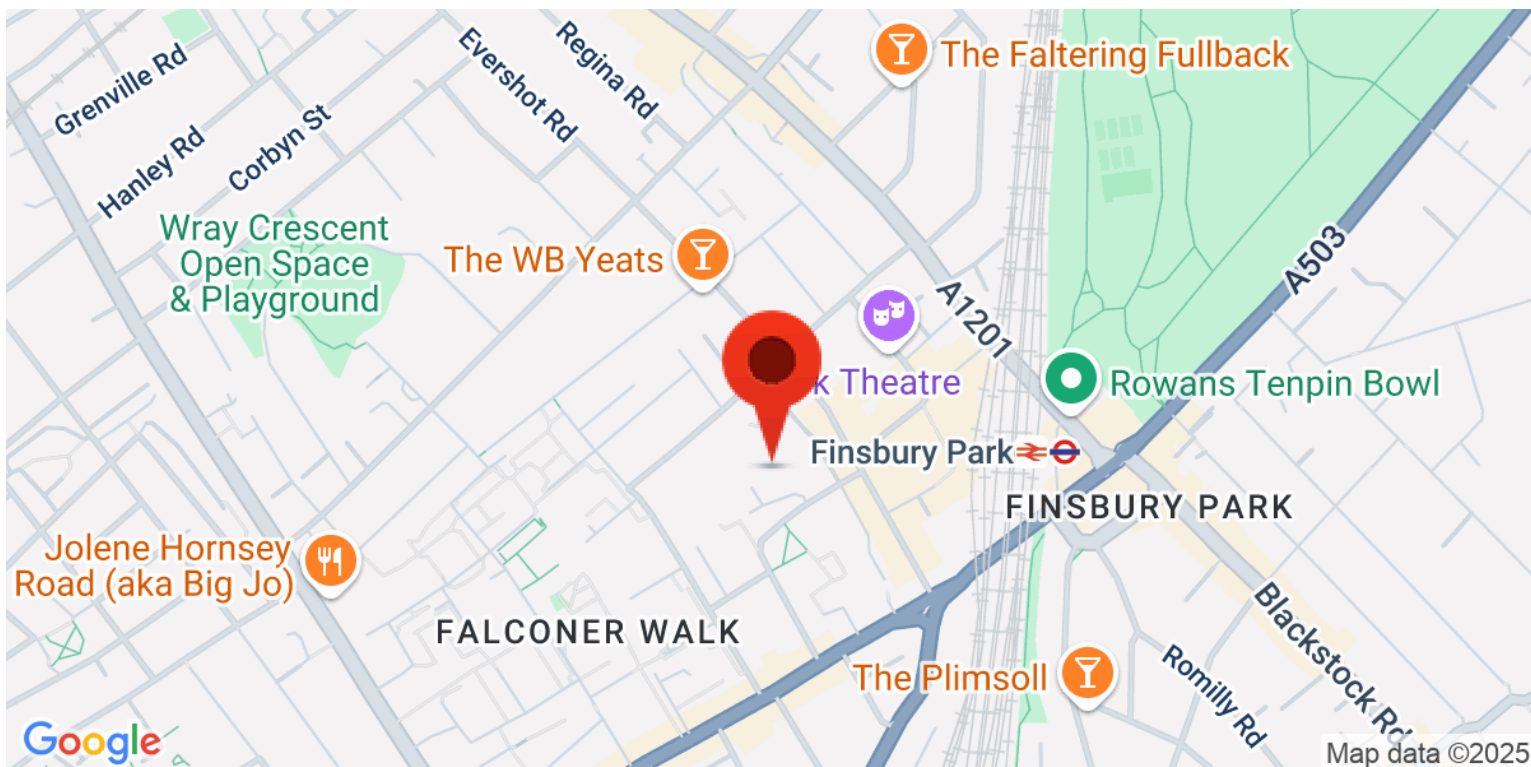 Grenville Rd
Evershot Rd
Regina Rd
The Faltering Fullback
Hanley Rd
Corbyn St
Wray Crescent
Open Space
& Playground
The WB Yeats
A1201
A503
k Theatre
Rowans Tenpin Bowl
Finsbury Park
FINSBURY PARK
Jolene Hornsey
Road (aka Big Jo)
FALCONER WALK
Blackstock Rd
The Plimsoll
Romilly Rd
Google
Map data ©2025